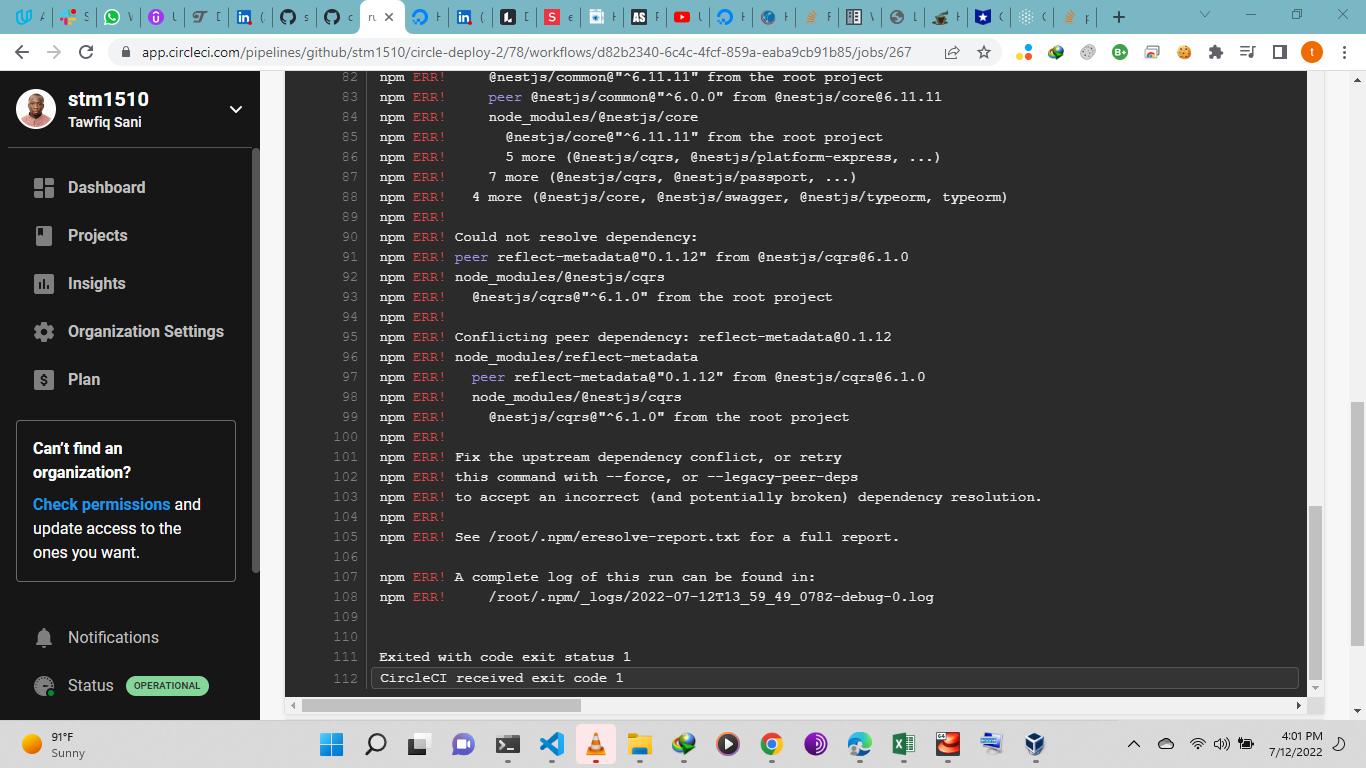 app.circleci.com/pipelines/github/stm1510/circle-deploy-2/78/workflows/d82b2340-6c4c-4fcf-859a-eaba9cb91b85/jobs/267
stm1510
Tawfiq Sani
Dashboard
Projects
Insights
Organization Settings
Plan
Can't find an
organization?
Check permissions and
update access to the
ones you want.
Notifications
Status OPERATIONAL
82 npm ERR! @nestjs/common@"^6.11.11" from the root project
83 npm ERR! peer @nestjs/common@"^6.0.0" from @nestjs/core@6.11.11
84 npm ERR! node_modules/@nestjs/core
85 npm ERR! @nestjs/core@"^6.11.11" from the root project
86 npm ERR! 5 more (@nestjs/cqrs, @nestjs/platform-express, ...)
87 npm ERR! 7 more (@nestjs/cqrs, @nestjs/passport, ...)
88 npm ERR! 4 more (@nestjs/core, @nestjs/swagger, @nestjs/typeorm, typeorm)
89 npm ERR!
90 npm ERR! Could not resolve dependency:
91 npm ERR! peer reflect-metadata@"0.1.12" from @nestjs/cqrs@6.1.0
92 npm ERR! node_modules/@nestjs/cqrs
93 npm ERR! @nestjs/cqrs@"^6.1.0" from the root project
94 npm ERR!
95 npm ERR! Conflicting peer dependency: reflect-metadata@0.1.12
96 npm ERR! node_modules/reflect-metadata
97 npm ERR! peer reflect-metadata@"0.1.12" from @nestjs/cqrs@6.1.0
98 npm ERR! node_modules/@nestjs/cqrs
99 npm ERR! @nestjs/cqrs@"^6.1.0" from the root project
100 npm ERR!
101 npm ERR! Fix the upstream dependency conflict, or retry
102 npm ERR! this command with --force, or --legacy-peer-deps
103 npm ERR! to accept an incorrect (and potentially broken) dependency resolution.
104 npm ERR!
105 npm ERR! See /root/.npm/eresolve-report.txt for a full report.
106
107 npm ERR! A complete log of this run can be found in:
108 npm ERR! /root/.npm/_logs/2022-07-12T13_59_49_078Z-debug-0.log
109
110
111 Exited with code exit status 1
112 CircleCI received exit code 1
91°F
Sunny
4:01 PM
7/12/2022